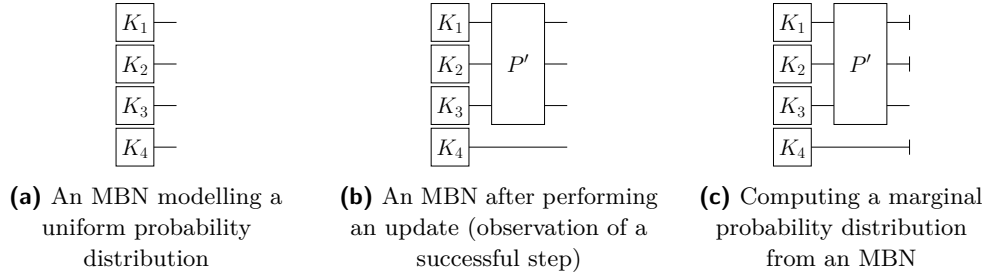 K₁
K₂
K₃
K₄
K₁
K₂
K₃
K₄
P′
K₁
K₂
K₃
K₄
P′
(a) An MBN modelling a
uniform probability
distribution
(b) An MBN after performing
an update (observation of a
successful step)
(c) Computing a marginal
probability distribution
from an MBN